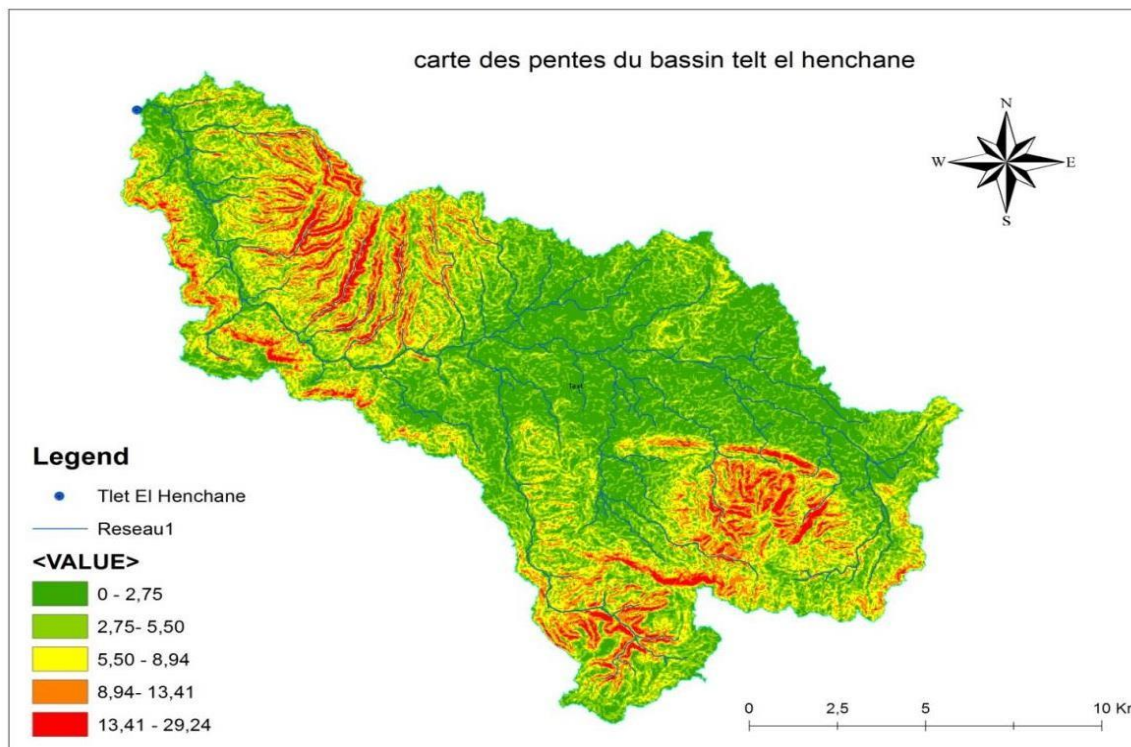 carte des pentes du bassin telt el henchane
N
W
E
S
Legend
Tlet El Henchane
Reseau1
<VALUE>
0 - 2,75
2,75- 5,50
5,50 - 8,94
8,94- 13,41
13,41 - 29,24
0
2,5
5
10 Km